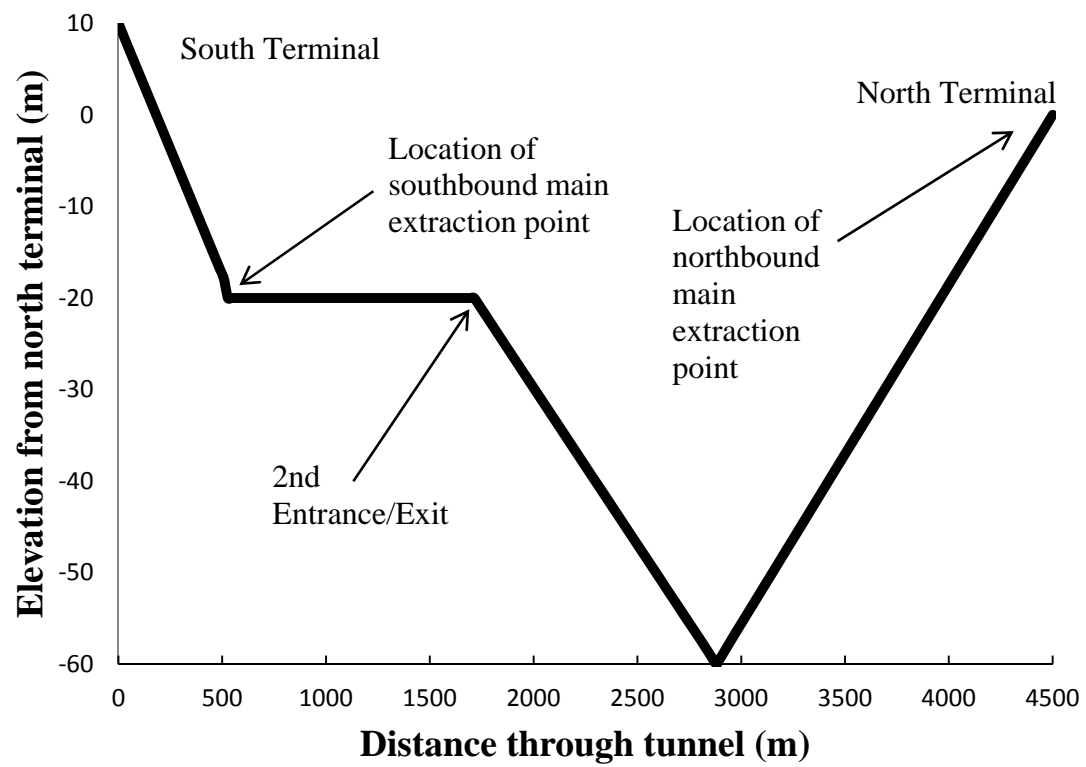 10
0
-10
-20
-30
-40
-50
-60
Elevation from north terminal (m)
South Terminal
North Terminal
Location of
southbound main
extraction point
Location of
northbound
main
extraction
point
2nd
Entrance/Exit
0 500 1000 1500 2000 2500 3000 3500 4000 4500
Distance through tunnel (m)